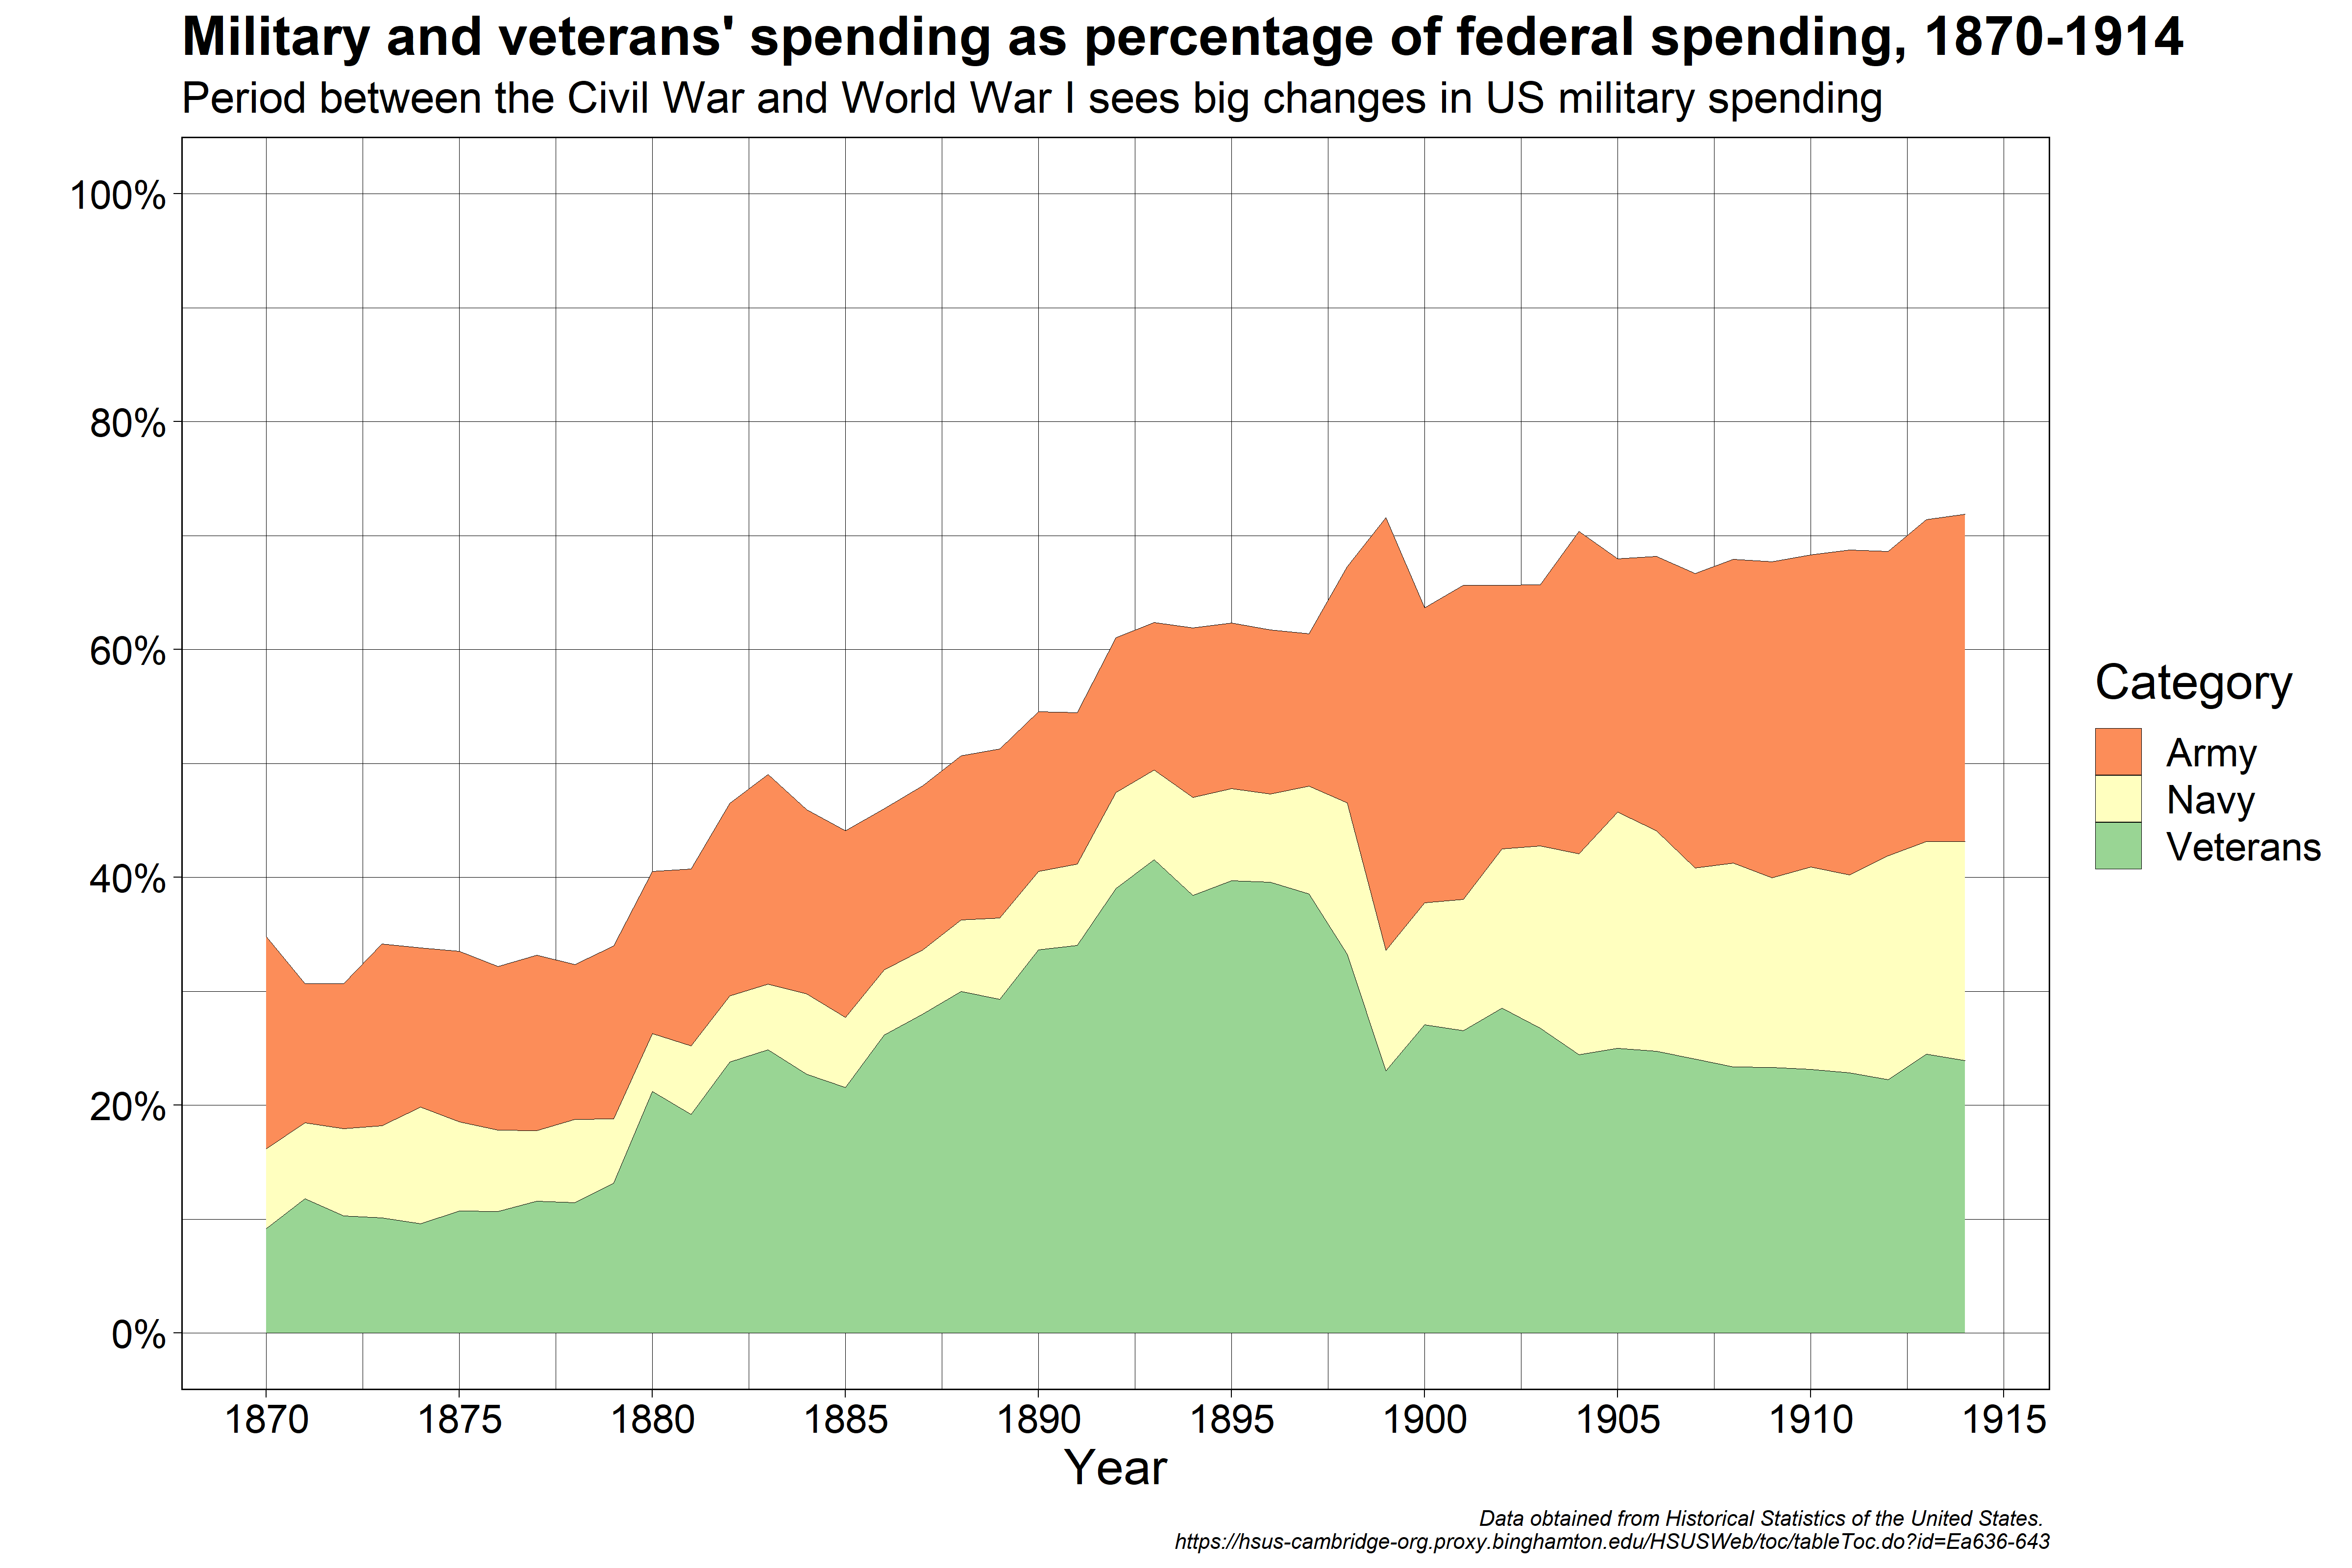 Military and veterans' spending as percentage of federal spending, 1870-1914
Period between the Civil War and World War I sees big changes in US military spending
100%
80%
60%
40%
20%
0%
1870 1875 1880 1885 1890 1895 1900 1905 1910 1915
Year
Category
Army
Navy
Veterans
Data obtained from Historical Statistics of the United States.
https://hsus-cambridge-org.proxy.binghamton.edu/HSUSWeb/toc/tableToc.do?id=Ea636-643